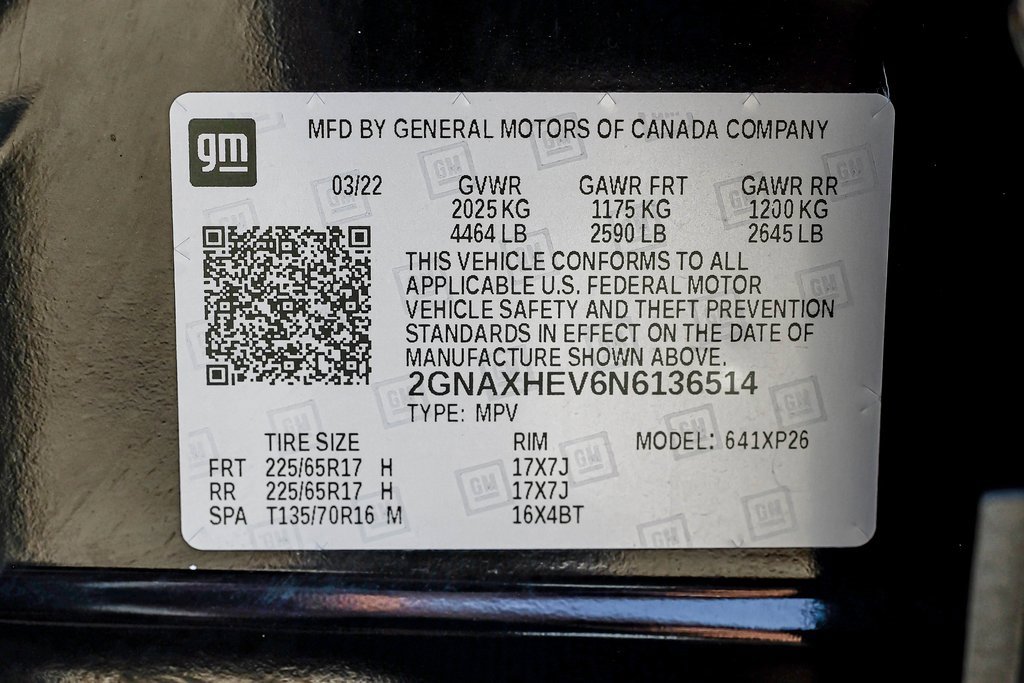 gm
MFD BY GENERAL MOTORS OF CANADA COMPANY
03/22 GVWR GAWR FRT GAWR RR
2025 KG 1175 KG 1200 KG
4464 LB 2590 LB 2645 LB
THIS VEHICLE CONFORMS TO ALL
APPLICABLE U.S. FEDERAL MOTOR
VEHICLE SAFETY AND THEFT PREVENTION
STANDARDS IN EFFECT ON THE DATE OF
MANUFACTURE SHOWN ABOVE.
2GNAXHEV6N6136514
TYPE: MPV
TIRE SIZE RIM MODEL: 641XP26
FRT 225/65R17 H 17X7J
RR 225/65R17 H 17X7J
SPA T135/70R16 M 16X4BT